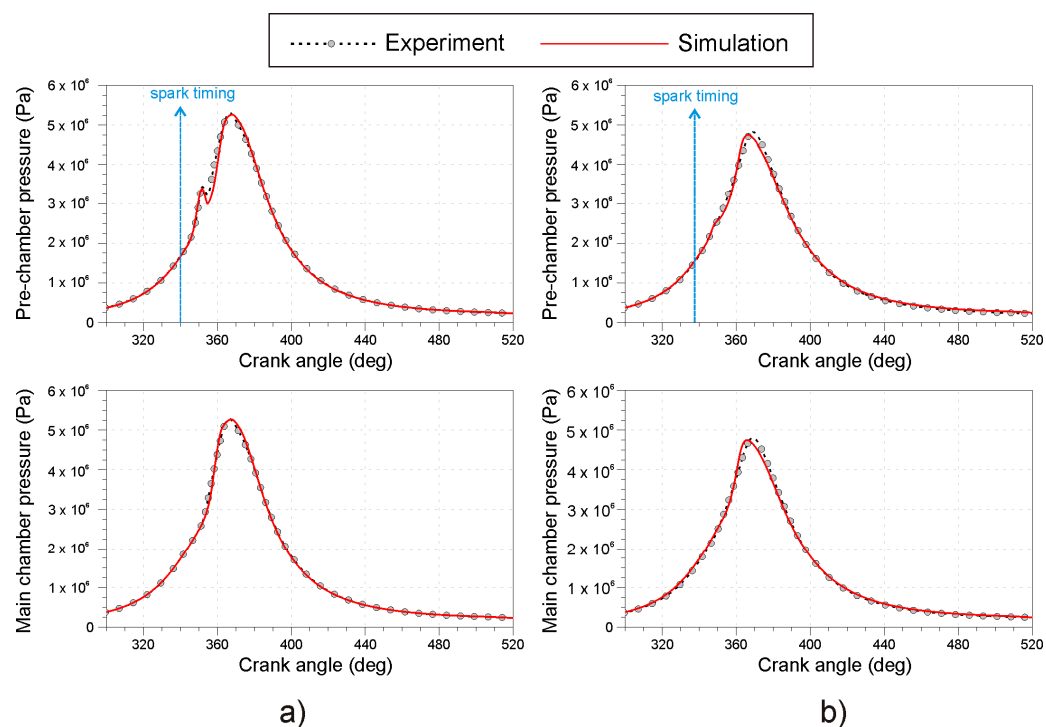 Experiment Simulation
6 x 10⁶
5 x 10⁶
4 x 10⁶
3 x 10⁶
2 x 10⁶
1 x 10⁶
0
Pre-chamber pressure (Pa)
spark timing
320 360 400 440 480 520
Crank angle (deg)
6 x 10⁶
5 x 10⁶
4 x 10⁶
3 x 10⁶
2 x 10⁶
1 x 10⁶
0
Pre-chamber pressure (Pa)
spark timing
320 360 400 440 480 520
Crank angle (deg)
6 x 10⁶
5 x 10⁶
4 x 10⁶
3 x 10⁶
2 x 10⁶
1 x 10⁶
0
Main chamber pressure (Pa)
320 360 400 440 480 520
Crank angle (deg)
6 x 10⁶
5 x 10⁶
4 x 10⁶
3 x 10⁶
2 x 10⁶
1 x 10⁶
0
Main chamber pressure (Pa)
320 360 400 440 480 520
Crank angle (deg)
a)
b)